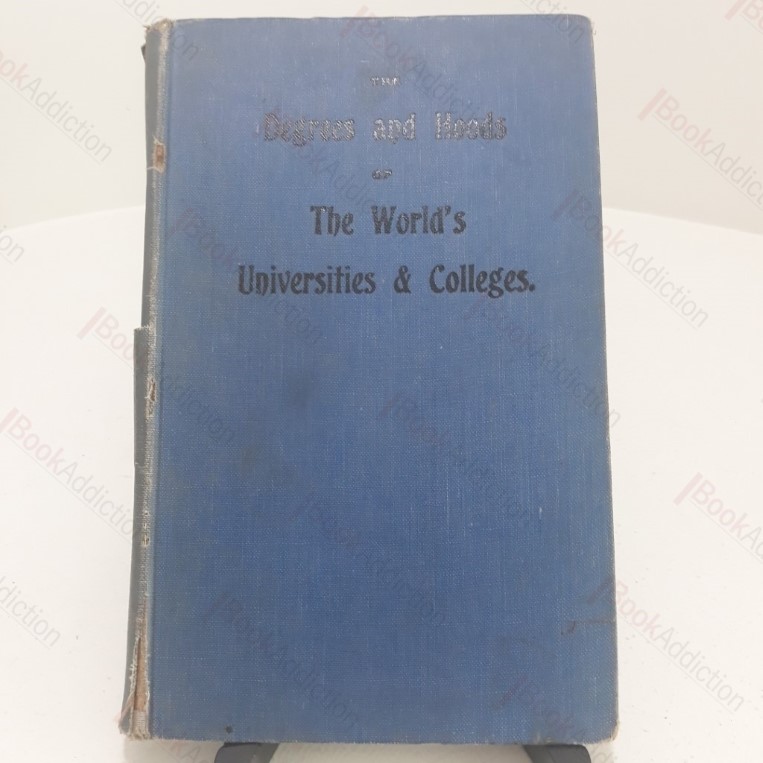 THE
Degrees and Hoods
OF
The World's
Universities & Colleges.
BookAddiction